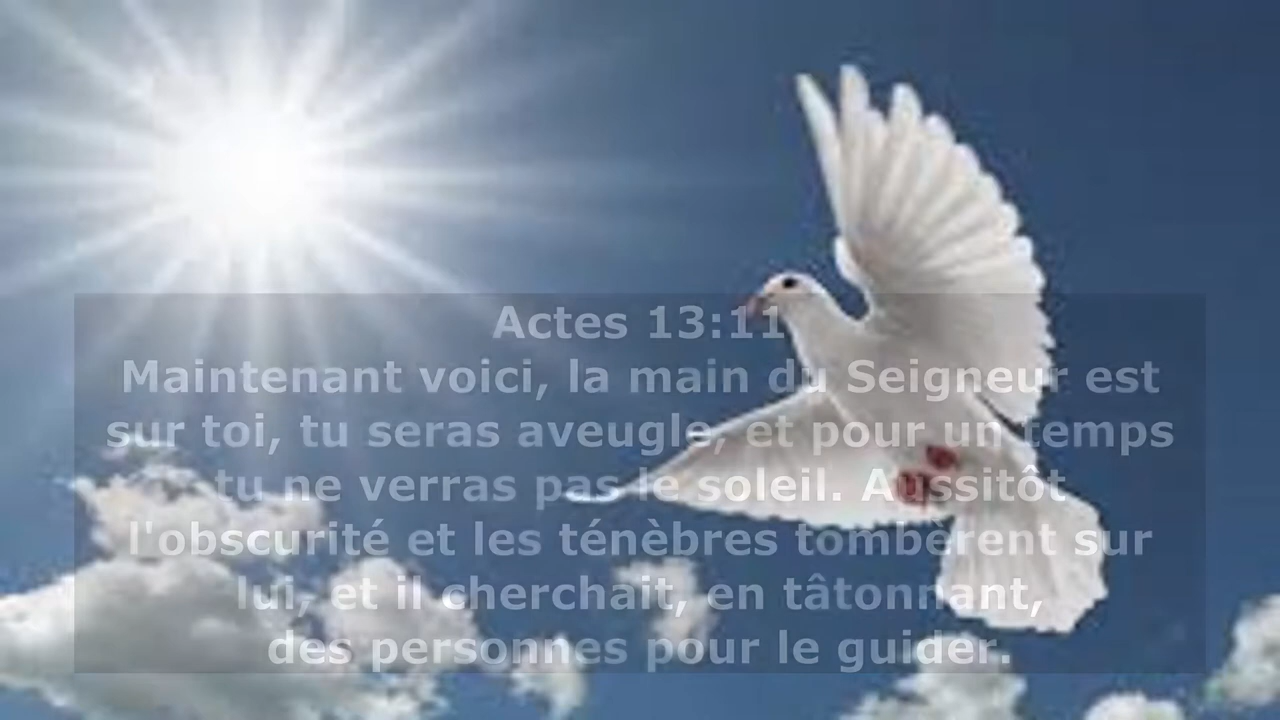 Actes 13:11
Maintenant voici, la main du Seigneur est
sur toi, tu seras aveugle, et pour un temps
tu ne verras pas le soleil. Aussitôt
l'obscurité et les ténèbres tombèrent sur
lui, et il cherchait, en tâtonnant,
des personnes pour le guider.